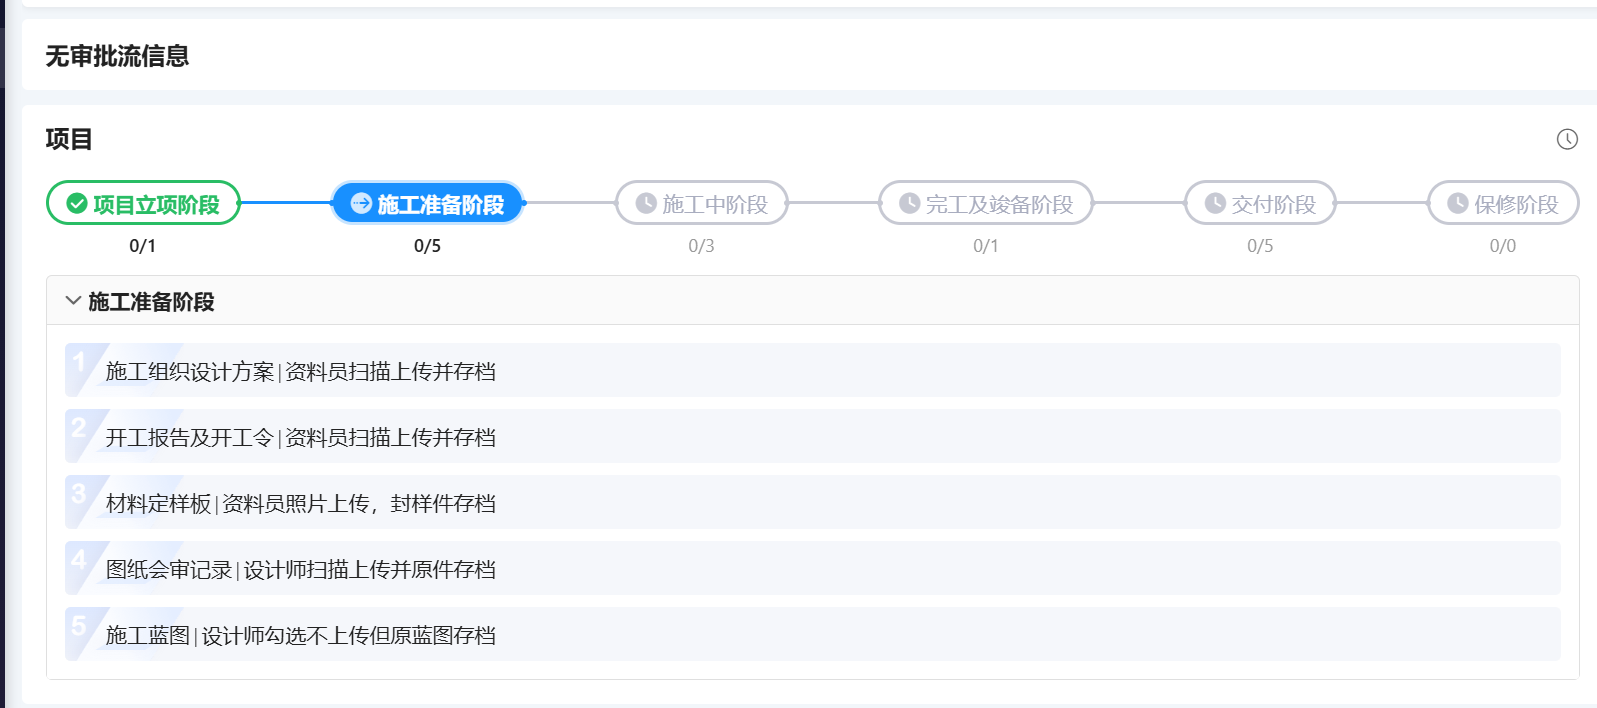 无审批流信息
项目
项目立项阶段 施工准备阶段 施工中阶段 完工及竣备阶段 交付阶段 保修阶段
0/1 0/5 0/3 0/1 0/5 0/0
施工准备阶段
1 施工组织设计方案|资料员扫描上传并存档
2 开工报告及开工令|资料员扫描上传并存档
3 材料定样板|资料员照片上传，封样件存档
4 图纸会审记录|设计师扫描上传并原件存档
5 施工蓝图|设计师勾选不上传但原蓝图存档